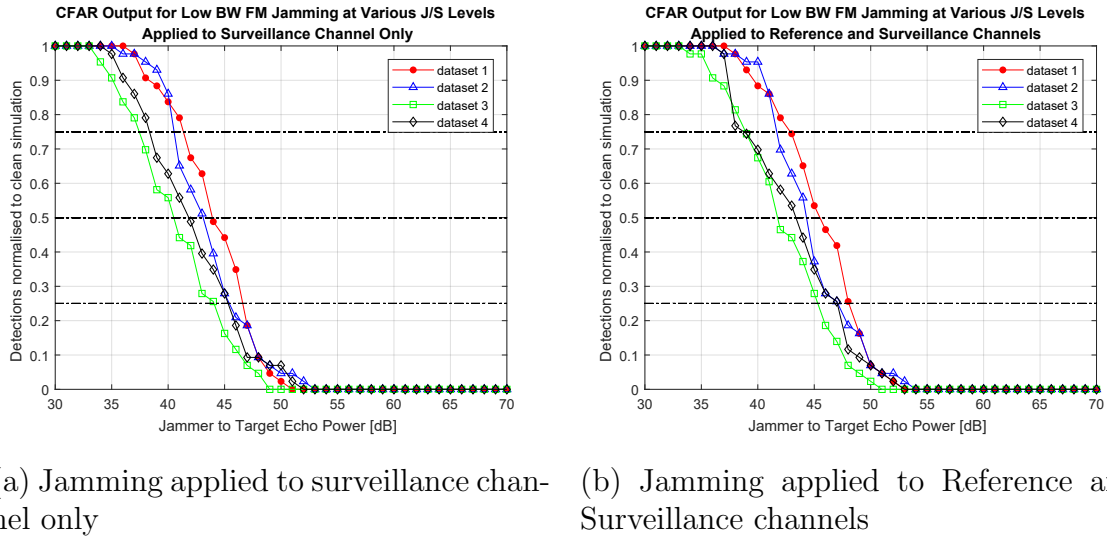 CFAR Output for Low BW FM Jamming at Various J/S Levels
Applied to Surveillance Channel Only
1
0.9
0.8
0.7
0.6
0.5
0.4
0.3
0.2
0.1
0
Detections normalised to clean simulation
dataset 1
dataset 2
dataset 3
dataset 4
30 35 40 45 50 55 60 65 70
Jammer to Target Echo Power [dB]
CFAR Output for Low BW FM Jamming at Various J/S Levels
Applied to Reference and Surveillance Channels
1
0.9
0.8
0.7
0.6
0.5
0.4
0.3
0.2
0.1
0
Detections normalised to clean simulation
dataset 1
dataset 2
dataset 3
dataset 4
30 35 40 45 50 55 60 65 70
Jammer to Target Echo Power [dB]
a) Jamming applied to surveillance chan-
nel only
(b) Jamming applied to Reference an
Surveillance channels